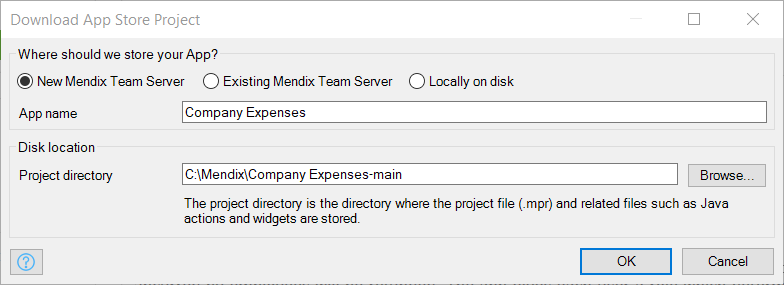 Download App Store Project
Where should we store your App?
New Mendix Team Server Existing Mendix Team Server Locally on disk
App name Company Expenses
Disk location
Project directory C:\Mendix\Company Expenses-main Browse...
The project directory is the directory where the project file (.mpr) and related files such as Java
actions and widgets are stored.
? OK Cancel